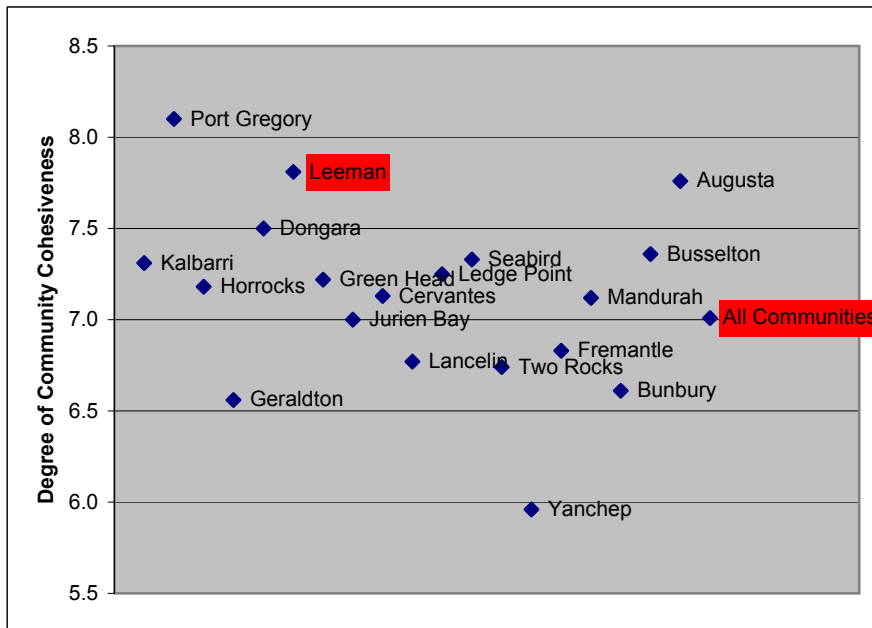 Degree of Community Cohesiveness
8.5
8.0
7.5
7.0
6.5
6.0
5.5
Port Gregory
Leeman
Augusta
Dongara
Kalbarri
Seabird
Busselton
Ledge Point
Green Head
Horrocks
Cervantes
Mandurah
Jurien Bay
All Communities
Lancelin
Two Rocks
Fremantle
Geraldton
Bunbury
Yanchep